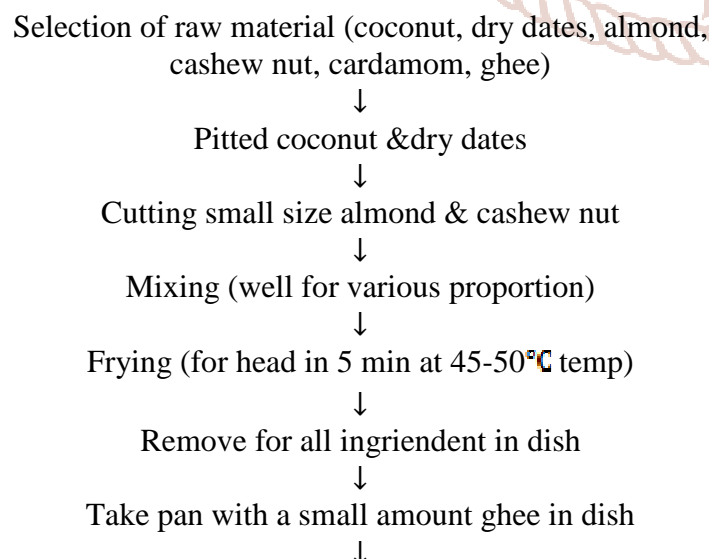 Selection of raw material (coconut, dry dates, almond,
cashew nut, cardamom, ghee)
↓
Pitted coconut &dry dates
↓
Cutting small size almond & cashew nut
↓
Mixing (well for various proportion)
↓
Frying (for head in 5 min at 45-50°C temp)
↓
Remove for all ingriendent in dish
↓
Take pan with a small amount ghee in dish
↓